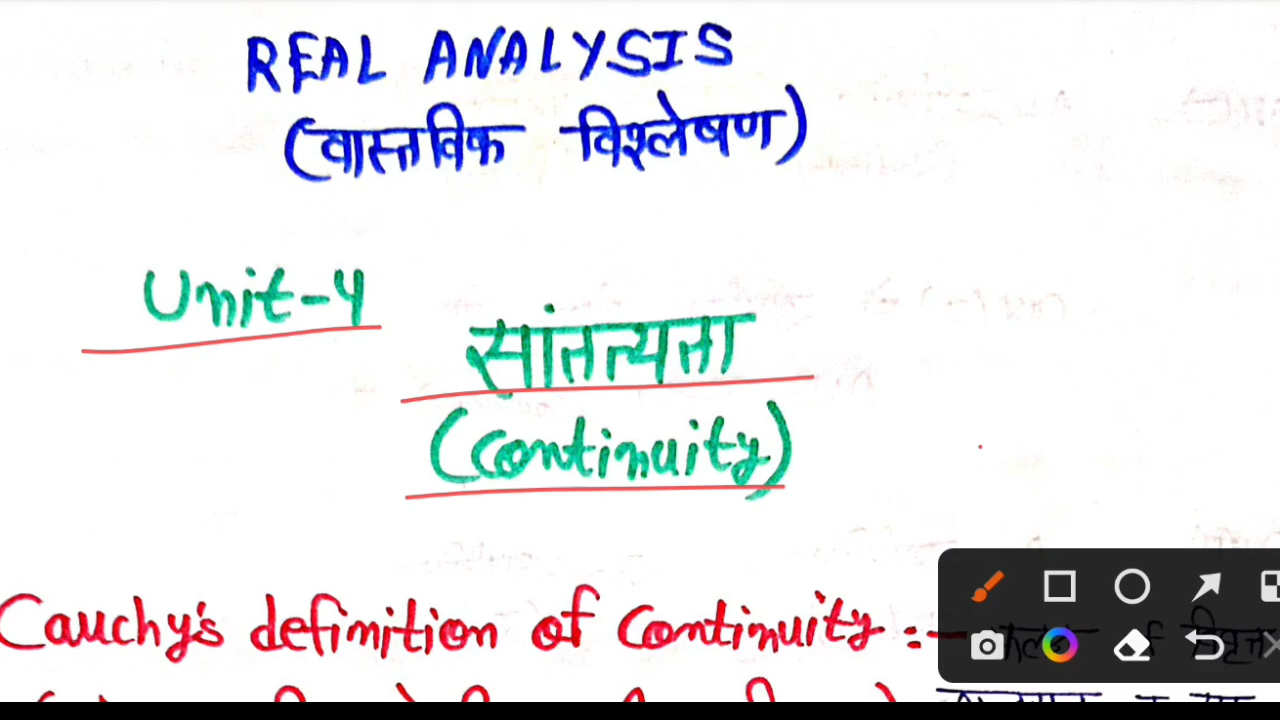 REAL ANALYSIS
(वास्तविक विश्लेषण)
Unit-4
सांतत्यता
(Continuity)
Cauchy's definition of Continuity :-